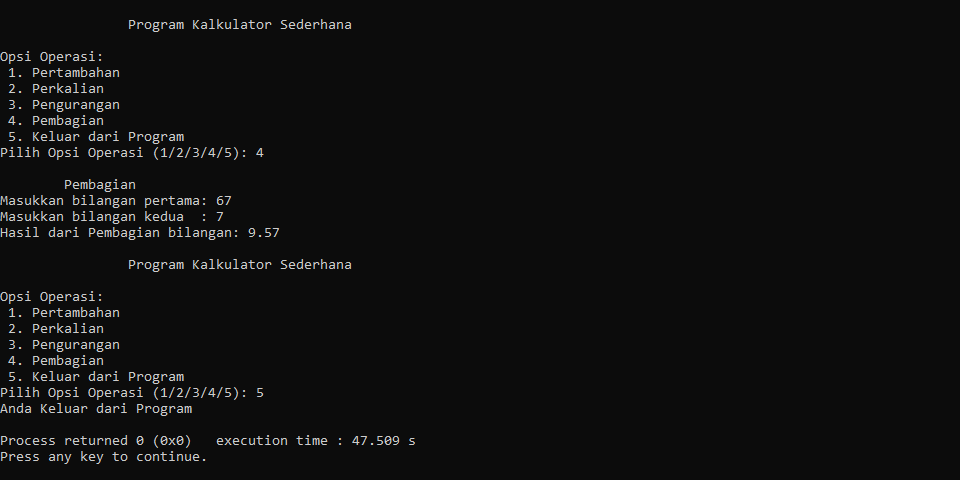 Program Kalkulator Sederhana
Opsi Operasi:
1. Pertambahan
2. Perkalian
3. Pengurangan
4. Pembagian
5. Keluar dari Program
Pilih Opsi Operasi (1/2/3/4/5): 4
Pembagian
Masukkan bilangan pertama: 67
Masukkan bilangan kedua  : 7
Hasil dari Pembagian bilangan: 9.57
Program Kalkulator Sederhana
Opsi Operasi:
1. Pertambahan
2. Perkalian
3. Pengurangan
4. Pembagian
5. Keluar dari Program
Pilih Opsi Operasi (1/2/3/4/5): 5
Anda Keluar dari Program
Process returned 0 (0x0)   execution time : 47.509 s
Press any key to continue.